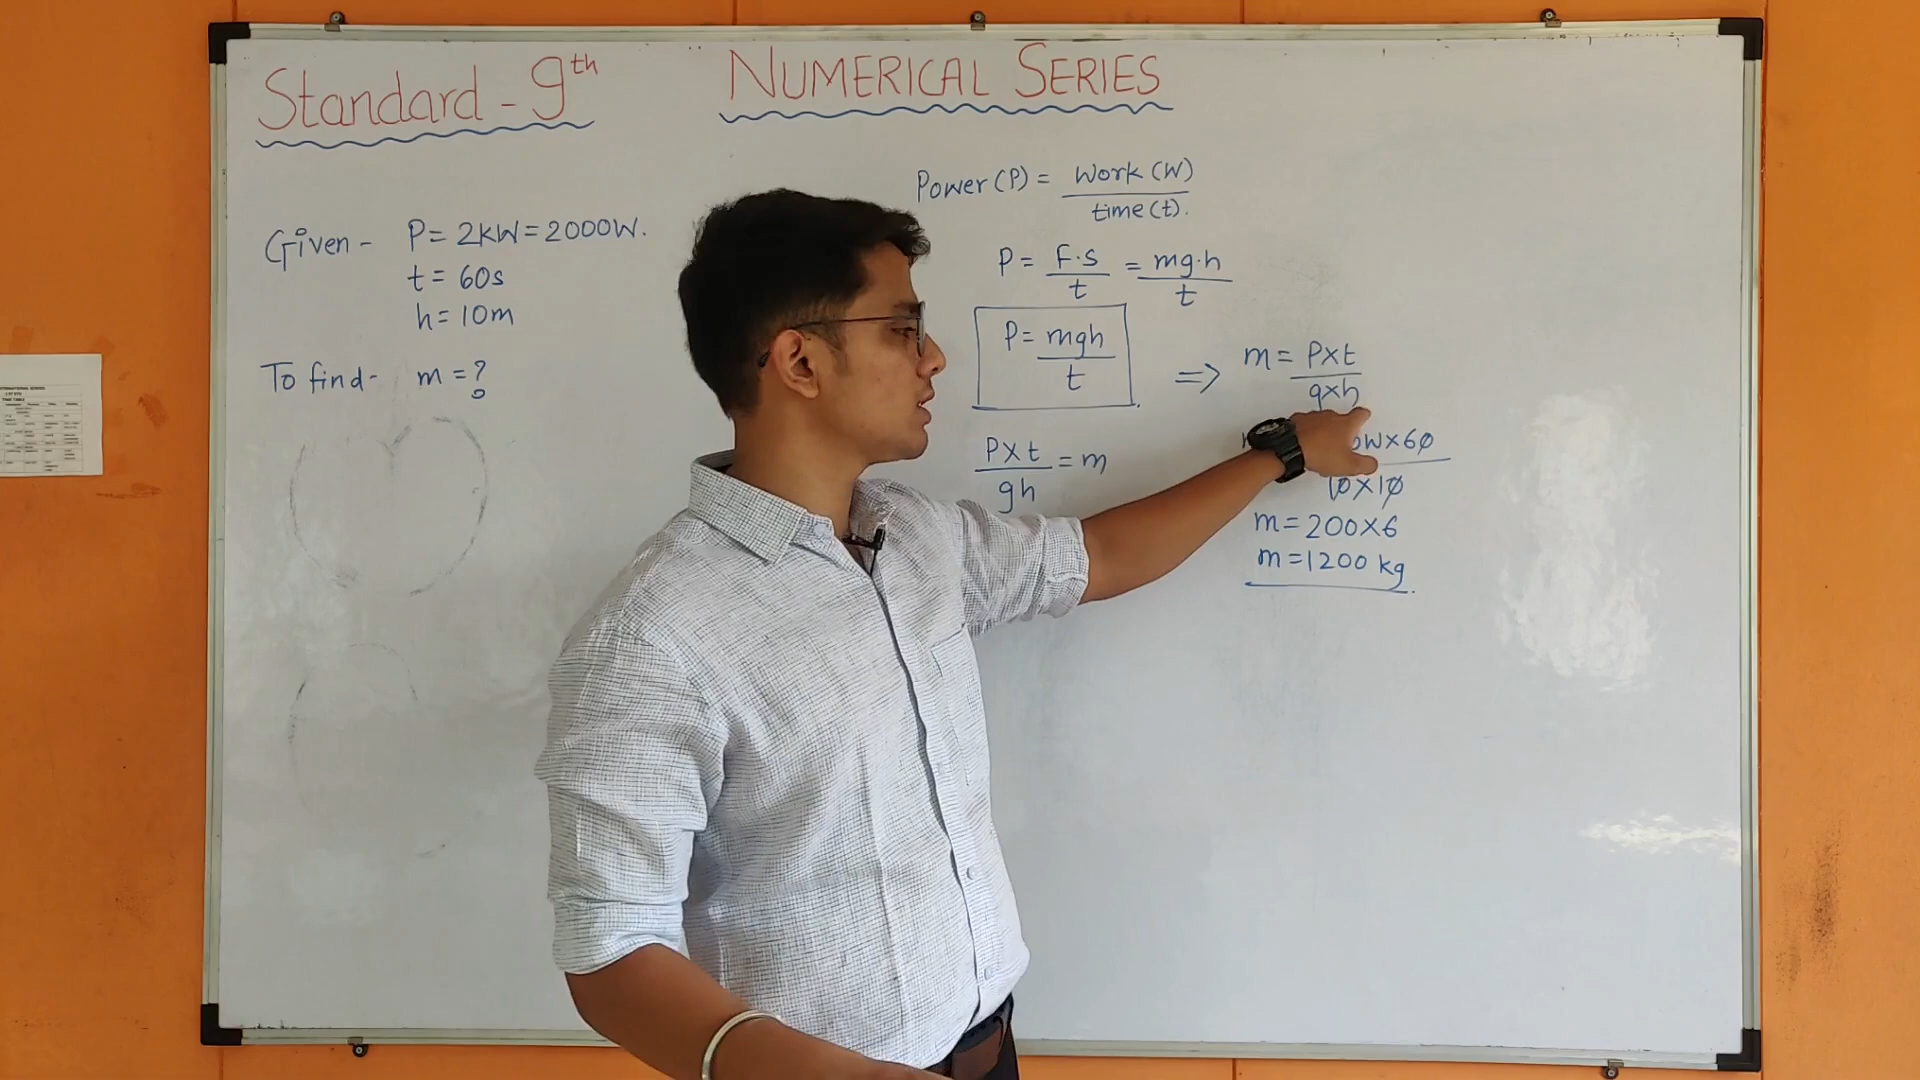 Standard - 9th
NUMERICAL SERIES
Given - P = 2KW = 2000W.
t = 60s
h = 10m
To find - m = ?
Power (P) = Work (W) / time (t).
P = F·s / t = mg·h / t
P = mgh / t
=> m = P×t / g×h
P×t / gh = m
W×60 / 10×10
m = 200×6
m = 1200 kg.